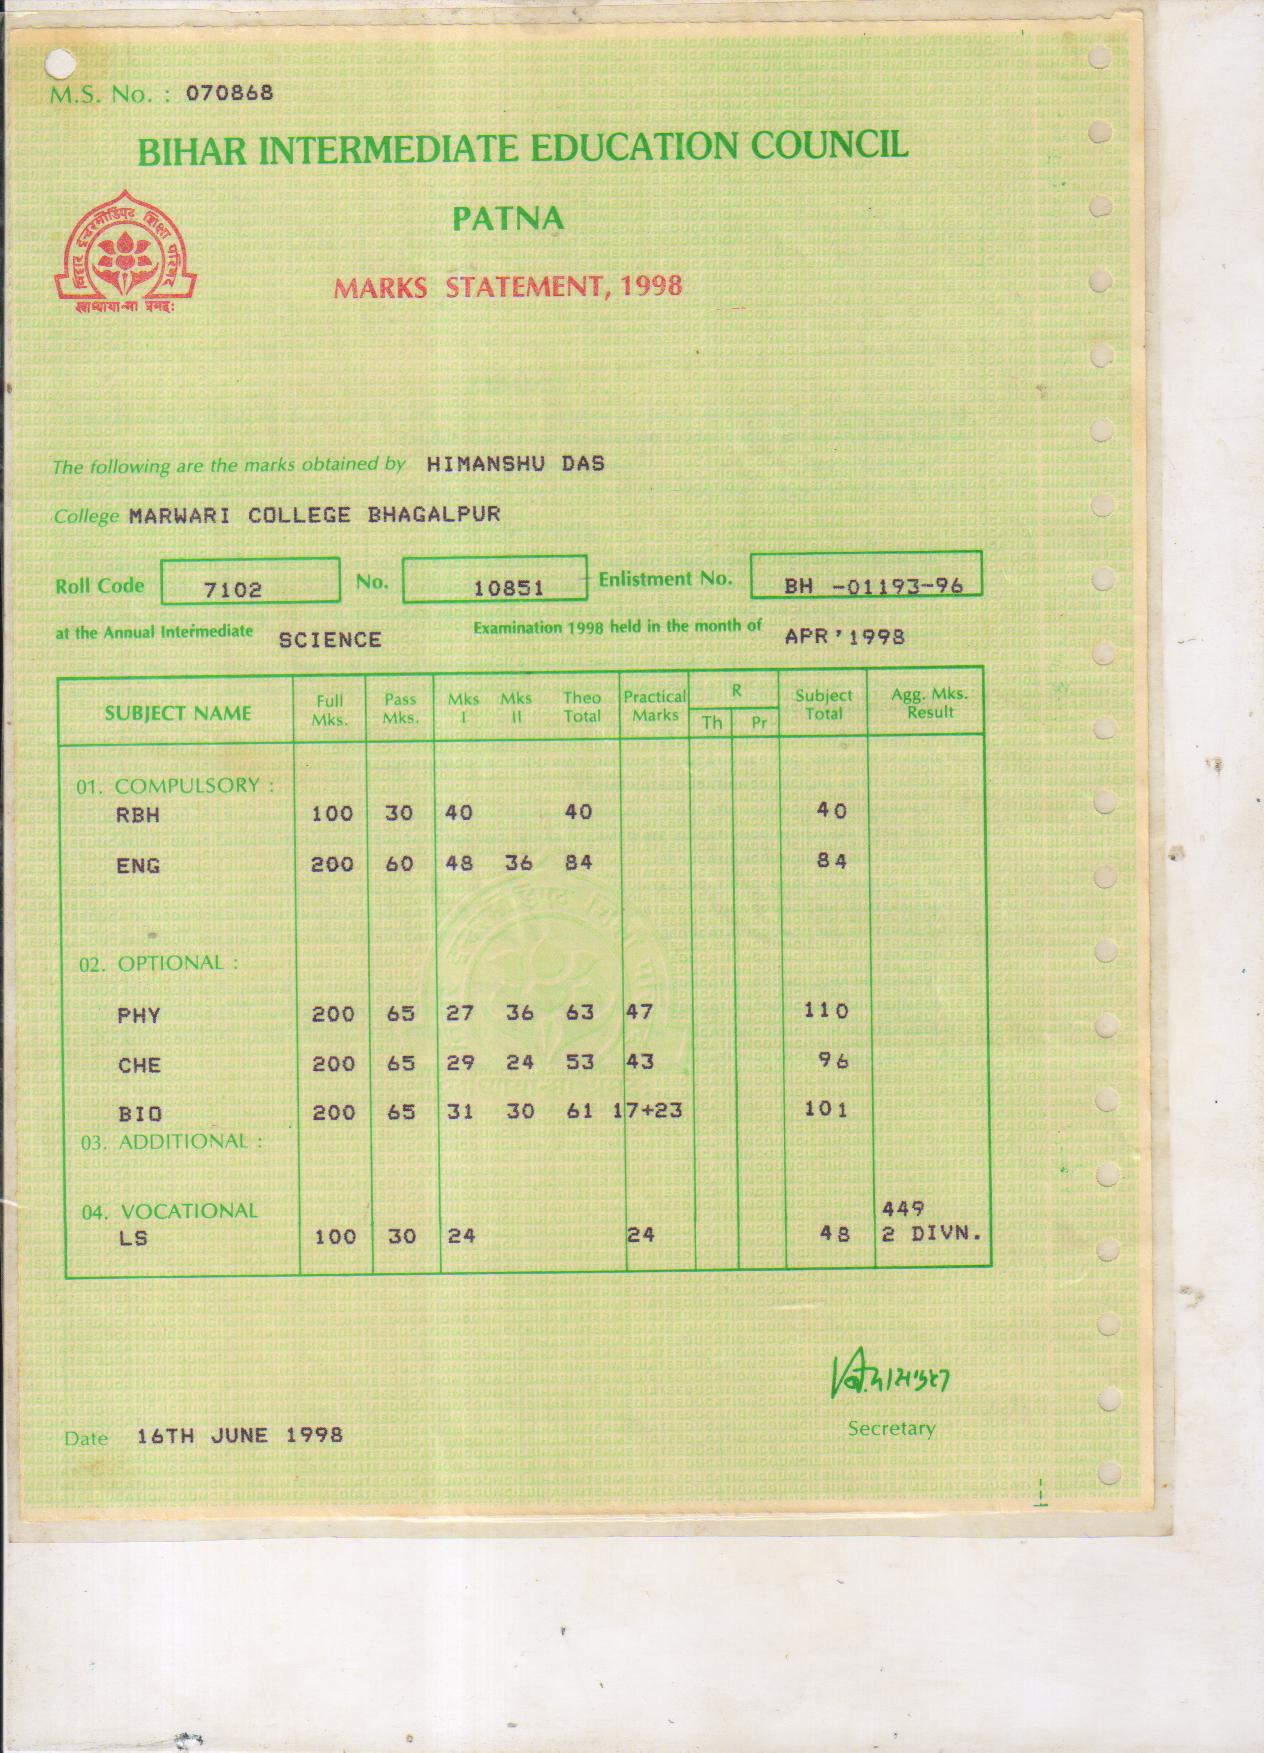 M.S. No. : 070868
BIHAR INTERMEDIATE EDUCATION COUNCIL
PATNA
बिहार इन्टरमीडिएट शिक्षा परिषद
MARKS STATEMENT, 1998
The following are the marks obtained by HIMANSHU DAS
College MARWARI COLLEGE BHAGALPUR
Roll Code 7102 No. 10851 Enlistment No. BH -01193-96
at the Annual Intermediate SCIENCE Examination 1998 held in the month of APR'1998
SUBJECT NAME Full Mks. Pass Mks. Mks I Mks II Theo Total Practical Marks R Th Pr Subject Total Agg. Mks. Result
01. COMPULSORY :
RBH 100 30 40 40 40
ENG 200 60 48 36 84 84
02. OPTIONAL :
PHY 200 65 27 36 63 47 110
CHE 200 65 29 24 53 43 96
BIO 200 65 31 30 61 17+23 101
03. ADDITIONAL :
04. VOCATIONAL 449
LS 100 30 24 24 48 2 DIVN.
Secretary
Date 16TH JUNE 1998